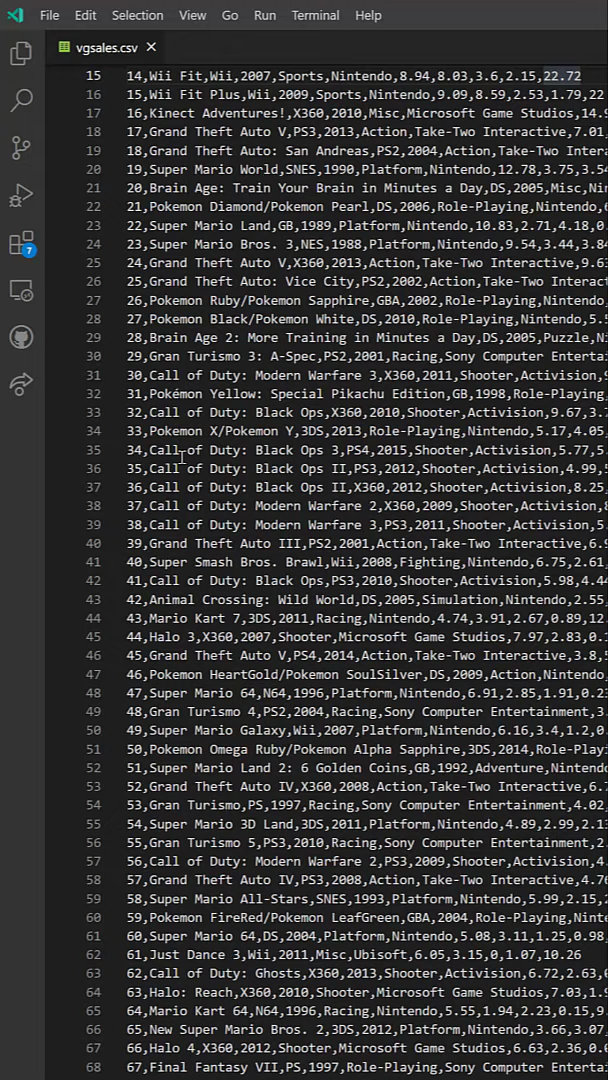 File Edit Selection View Go Run Terminal Help
vgsales.csv
15 14,Wii Fit,Wii,2007,Sports,Nintendo,8.94,8.03,3.6,2.15,22.72
16 15,Wii Fit Plus,Wii,2009,Sports,Nintendo,9.09,8.59,2.53,1.79,22
17 16,Kinect Adventures!,X360,2010,Misc,Microsoft Game Studios,14.9
18 17,Grand Theft Auto V,PS3,2013,Action,Take-Two Interactive,7.01,
19 18,Grand Theft Auto: San Andreas,PS2,2004,Action,Take-Two Inter
20 19,Super Mario World,SNES,1990,Platform,Nintendo,12.78,3.75,3.54
21 20,Brain Age: Train Your Brain in Minutes a Day,DS,2005,Misc,Nin
22 21,Pokemon Diamond/Pokemon Pearl,DS,2006,Role-Playing,Nintendo,6
23 22,Super Mario Land,GB,1989,Platform,Nintendo,10.83,2.71,4.18,0.
24 23,Super Mario Bros. 3,NES,1988,Platform,Nintendo,9.54,3.44,3.84
25 24,Grand Theft Auto V,X360,2013,Action,Take-Two Interactive,9.63
26 25,Grand Theft Auto: Vice City,PS2,2002,Action,Take-Two Interact
27 26,Pokemon Ruby/Pokemon Sapphire,GBA,2002,Role-Playing,Nintendo,
28 27,Pokemon Black/Pokemon White,DS,2010,Role-Playing,Nintendo,5.5
29 28,Brain Age 2: More Training in Minutes a Day,DS,2005,Puzzle,Ni
30 29,Gran Turismo 3: A-Spec,PS2,2001,Racing,Sony Computer Enterta
31 30,Call of Duty: Modern Warfare 3,X360,2011,Shooter,Activision,9
32 31,Pokémon Yellow: Special Pikachu Edition,GB,1998,Role-Playing,
33 32,Call of Duty: Black Ops,X360,2010,Shooter,Activision,9.67,3.7
34 33,Pokemon X/Pokemon Y,3DS,2013,Role-Playing,Nintendo,5.17,4.05,
35 34,Call of Duty: Black Ops 3,PS4,2015,Shooter,Activision,5.77,5.
36 35,Call of Duty: Black Ops II,PS3,2012,Shooter,Activision,4.99,5
37 36,Call of Duty: Black Ops II,X360,2012,Shooter,Activision,8.25,
38 37,Call of Duty: Modern Warfare 2,X360,2009,Shooter,Activision,8
39 38,Call of Duty: Modern Warfare 3,PS3,2011,Shooter,Activision,5.
40 39,Grand Theft Auto III,PS2,2001,Action,Take-Two Interactive,6.9
41 40,Super Smash Bros. Brawl,Wii,2008,Fighting,Nintendo,6.75,2.61,
42 41,Call of Duty: Black Ops,PS3,2010,Shooter,Activision,5.98,4.44
43 42,Animal Crossing: Wild World,DS,2005,Simulation,Nintendo,2.55,
44 43,Mario Kart 7,3DS,2011,Racing,Nintendo,4.74,3.91,2.67,0.89,12
45 44,Halo 3,X360,2007,Shooter,Microsoft Game Studios,7.97,2.83,0.1
46 45,Grand Theft Auto V,PS4,2014,Action,Take-Two Interactive,3.8,5
47 46,Pokemon HeartGold/Pokemon SoulSilver,DS,2009,Action,Nintendo,
48 47,Super Mario 64,N64,1996,Platform,Nintendo,6.91,2.85,1.91,0.23
49 48,Gran Turismo 4,PS2,2004,Racing,Sony Computer Entertainment,3.
50 49,Super Mario Galaxy,Wii,2007,Platform,Nintendo,6.16,3.4,1.2,0.
51 50,Pokemon Omega Ruby/Pokemon Alpha Sapphire,3DS,2014,Role-Playi
52 51,Super Mario Land 2: 6 Golden Coins,GB,1992,Adventure,Nintendo
53 52,Grand Theft Auto IV,X360,2008,Action,Take-Two Interactive,6.7
54 53,Gran Turismo,PS,1997,Racing,Sony Computer Entertainment,4.02,
55 54,Super Mario 3D Land,3DS,2011,Platform,Nintendo,4.89,2.99,2.13
56 55,Gran Turismo 5,PS3,2010,Racing,Sony Computer Entertainment,2.
57 56,Call of Duty: Modern Warfare 2,PS3,2009,Shooter,Activision,4.
58 57,Grand Theft Auto IV,PS3,2008,Action,Take-Two Interactive,4.76
59 58,Super Mario All-Stars,SNES,1993,Platform,Nintendo,5.99,2.15,2
60 59,Pokemon FireRed/Pokemon LeafGreen,GBA,2004,Role-Playing,Ninte
61 60,Super Mario 64,DS,2004,Platform,Nintendo,5.08,3.11,1.25,0.98,
62 61,Just Dance 3,Wii,2011,Misc,Ubisoft,6.05,3.15,0,1.07,10.26
63 62,Call of Duty: Ghosts,X360,2013,Shooter,Activision,6.72,2.63,0
64 63,Halo: Reach,X360,2010,Shooter,Microsoft Game Studios,7.03,1.9
65 64,Mario Kart 64,N64,1996,Racing,Nintendo,5.55,1.94,2.23,0.15,9.
66 65,New Super Mario Bros. 2,3DS,2012,Platform,Nintendo,3.66,3.07,
67 66,Halo 4,X360,2012,Shooter,Microsoft Game Studios,6.63,2.36,0.0
68 67,Final Fantasy VII,PS,1997,Role-Playing,Sony Computer Entertai
7